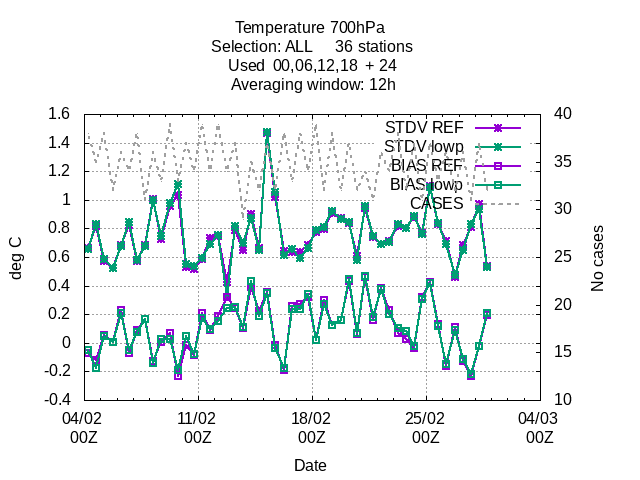 Temperature 700hPa
Selection: ALL     36 stations
Used  00,06,12,18  + 24
Averaging window: 12h
1.6
1.4
1.2
1
0.8
0.6
0.4
0.2
0
-0.2
-0.4
deg C
40
35
30
25
20
15
10
No cases
STDV REF
STDV lowp
BIAS REF
BIAS lowp
CASES
04/02 11/02 18/02 25/02 04/03
00Z 00Z 00Z 00Z 00Z
Date